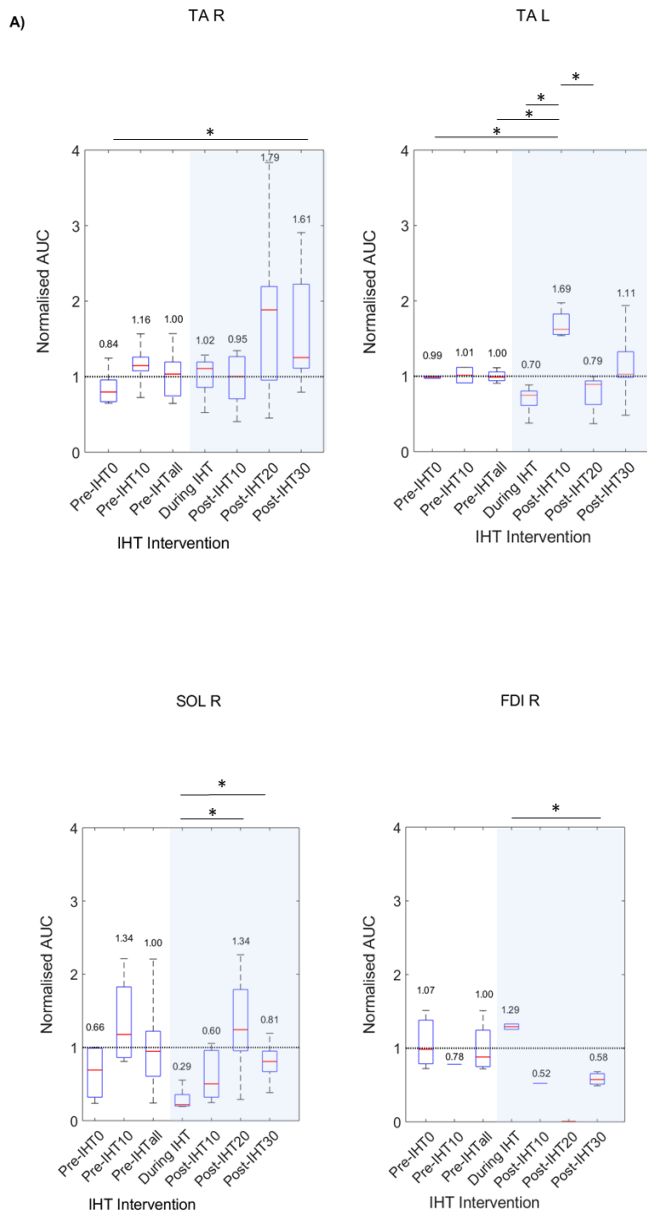 A)
TA R
*
Normalised AUC
4
3
2
1
0
0.84
1.16
1.00
1.02
0.95
1.79
1.61
Pre-IHT0
Pre-IHT10
Pre-IHTall
During IHT
Post-IHT10
Post-IHT20
Post-IHT30
IHT Intervention
TA L
*
*
*
*
Normalised AUC
4
3
2
1
0
0.99
1.01
1.00
0.70
1.69
0.79
1.11
Pre-IHT0
Pre-IHT10
Pre-IHTall
During IHT
Post-IHT10
Post-IHT20
Post-IHT30
IHT Intervention
SOL R
*
*
Normalised AUC
4
3
2
1
0
0.66
1.34
1.00
0.29
0.60
1.34
0.81
Pre-IHT0
Pre-IHT10
Pre-IHTall
During IHT
Post-IHT10
Post-IHT20
Post-IHT30
IHT Intervention
FDI R
*
Normalised AUC
4
3
2
1
0
1.07
0.78
1.00
1.29
0.52
0.58
Pre-IHT0
Pre-IHT10
Pre-IHTall
During IHT
Post-IHT10
Post-IHT20
Post-IHT30
IHT Intervention